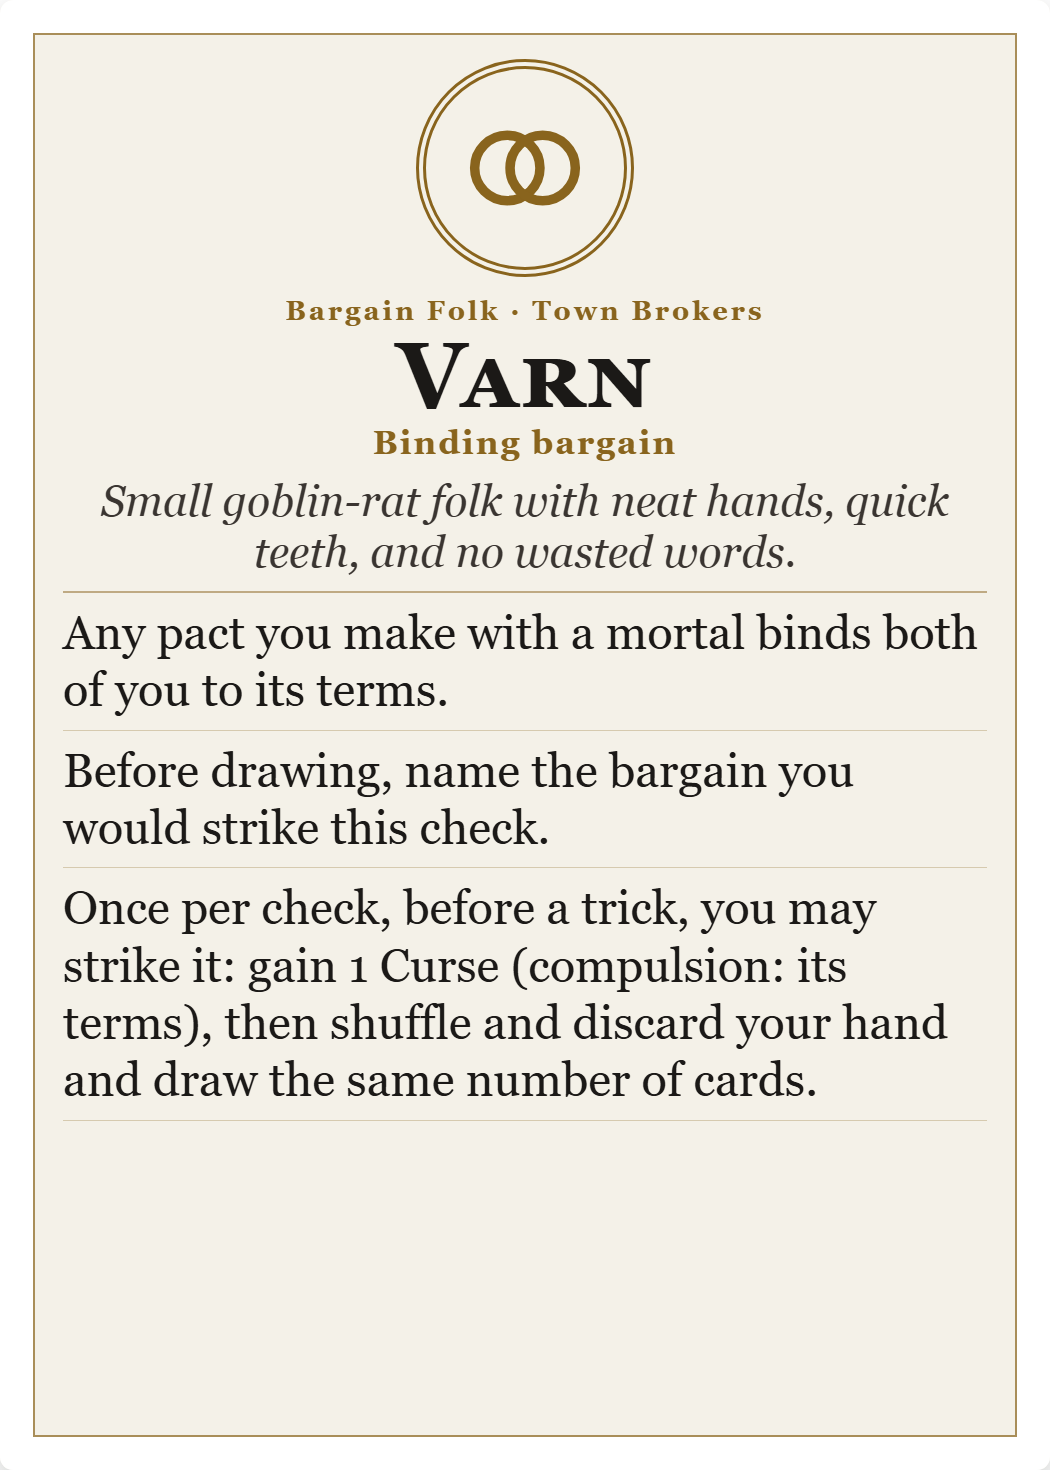 Bargain Folk · Town Brokers
Varn
Binding bargain
Small goblin-rat folk with neat hands, quick
teeth, and no wasted words.
Any pact you make with a mortal binds both
of you to its terms.
Before drawing, name the bargain you
would strike this check.
Once per check, before a trick, you may
strike it: gain 1 Curse (compulsion: its
terms), then shuffle and discard your hand
and draw the same number of cards.